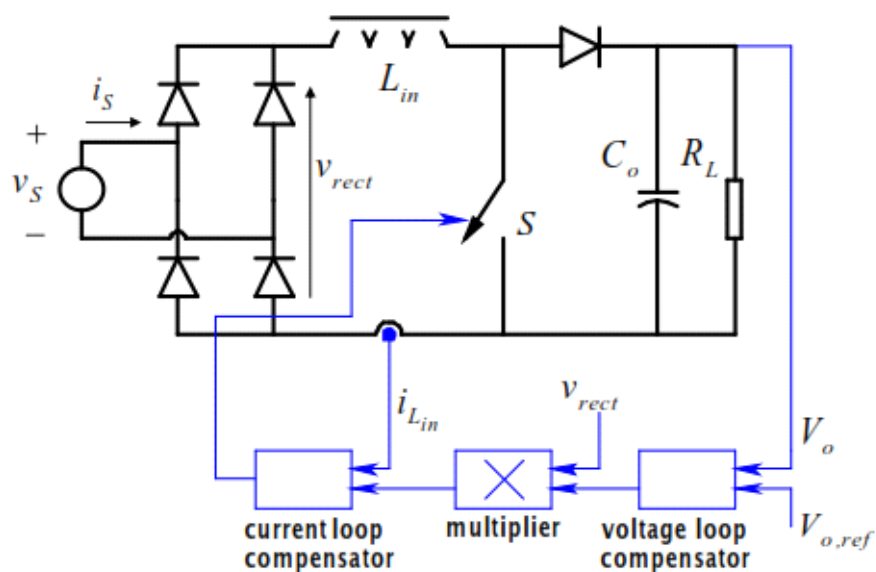 L_in
i_S
+
v_S
−
v_rect
S
C_o
R_L
i_L_in
v_rect
V_o
V_o,ref
current loop
compensator
multiplier
voltage loop
compensator